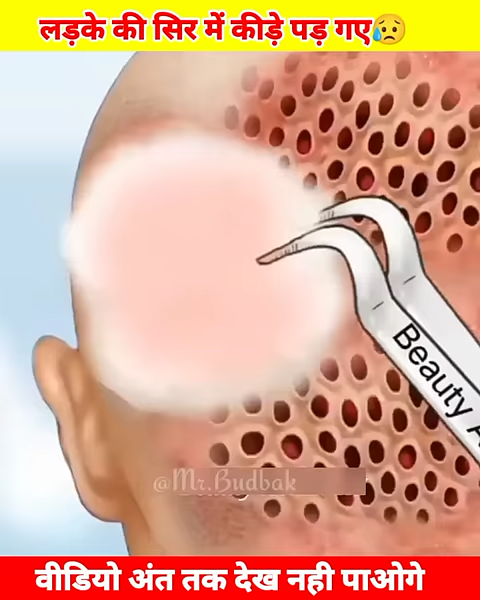 लड़के की सिर में कीड़े पड़ गए😥
Beauty A
@Mr.Budbak
वीडियो अंत तक देख नही पाओगे